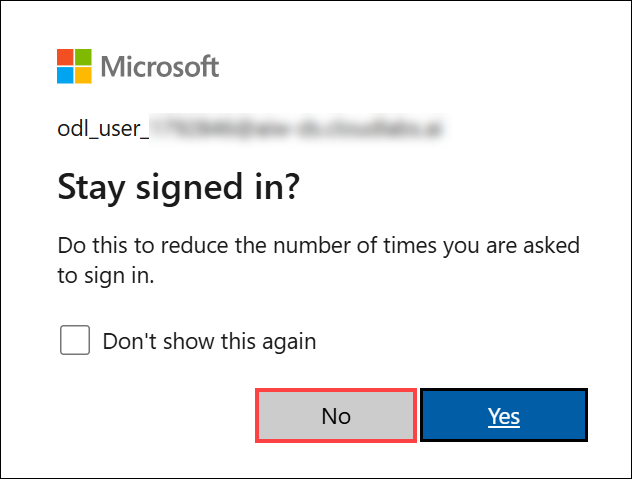 Microsoft
odl_user_
Stay signed in?
Do this to reduce the number of times you are asked
to sign in.
Don't show this again
No
Yes